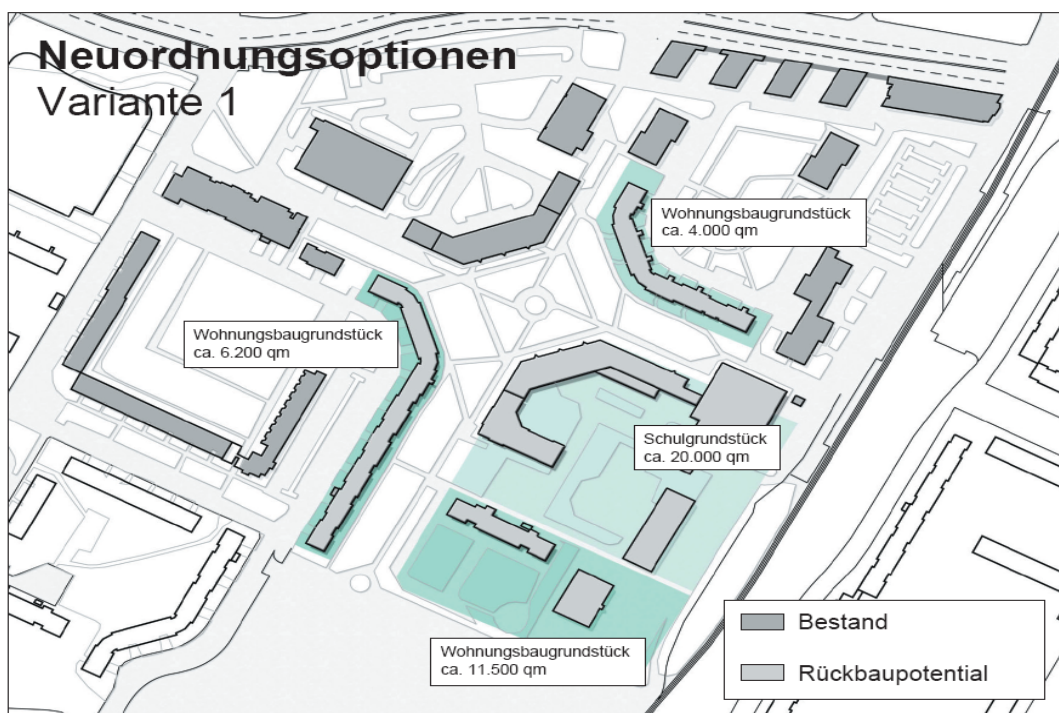 Neuordnungsoptionen
Variante 1
Wohnungsbaugrundstück
ca. 4.000 qm
Wohnungsbaugrundstück
ca. 6.200 qm
Schulgrundstück
ca. 20.000 qm
Wohnungsbaugrundstück
ca. 11.500 qm
Bestand
Rückbaupotential